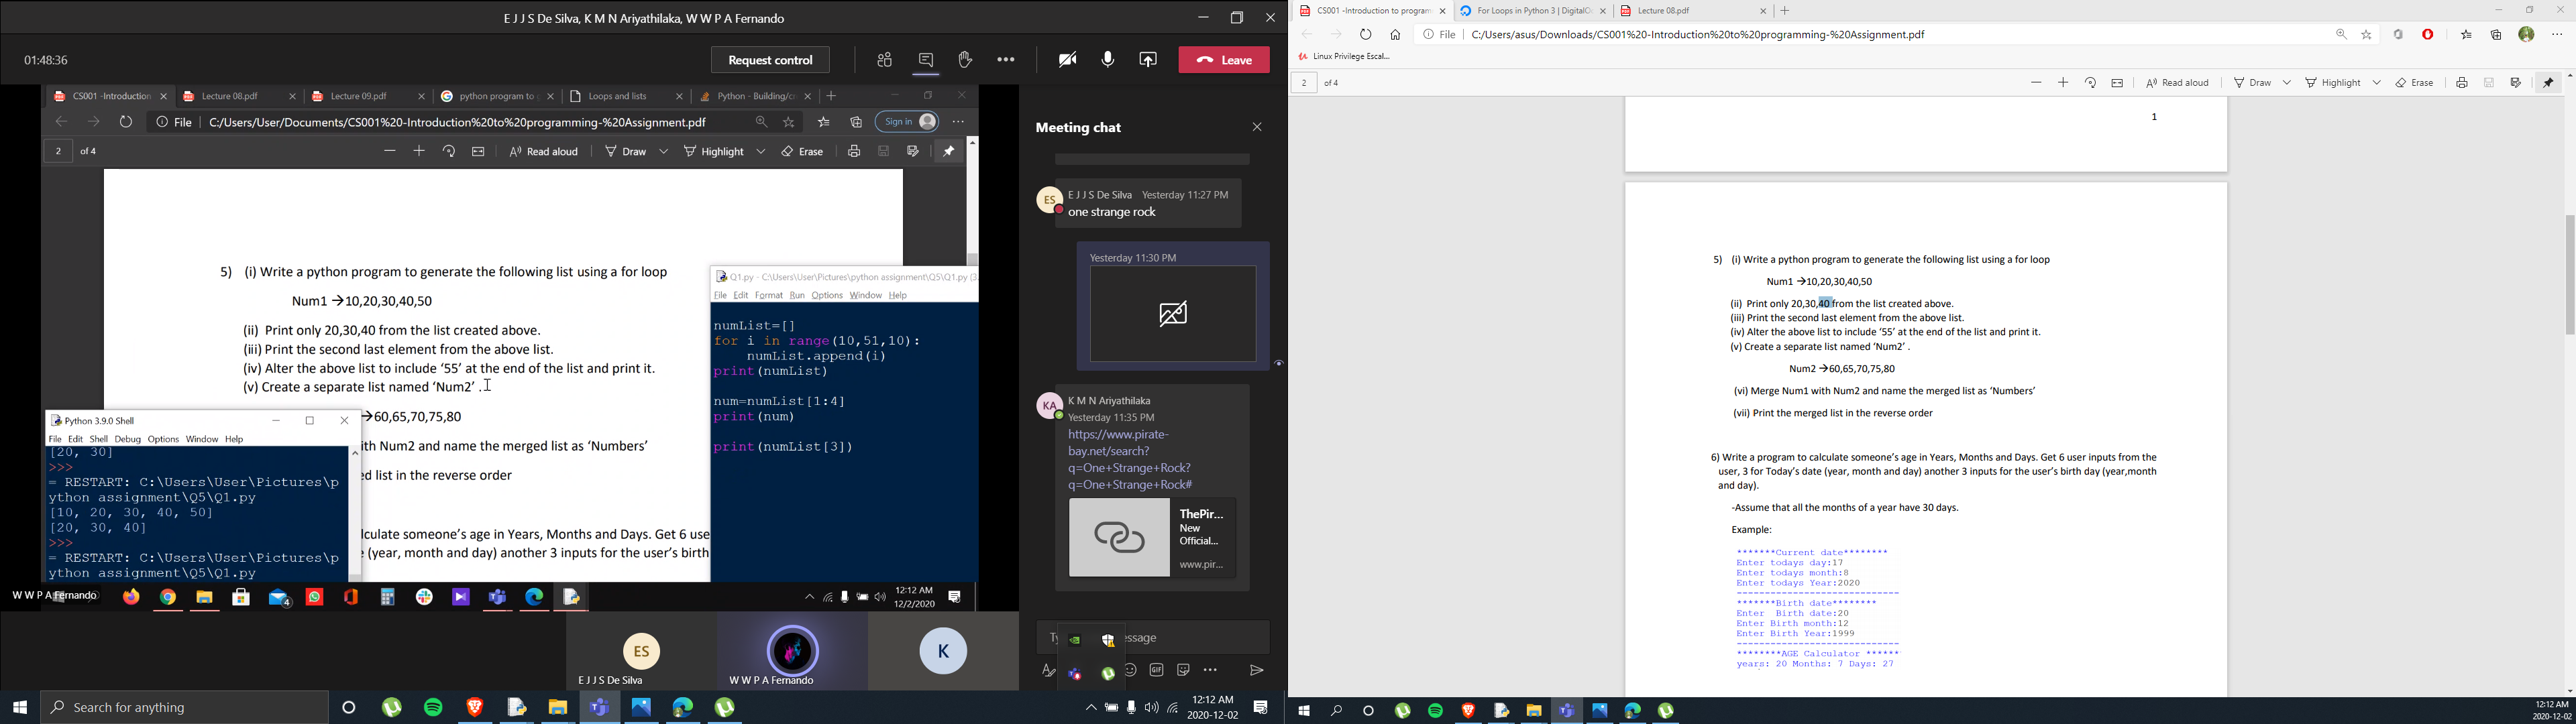 E J J S De Silva, K M N Ariyathilaka, W W P A Fernando
01:48:36
Request control
Leave
CS001 -Introduction
Lecture 08.pdf
Lecture 09.pdf
python program to
Loops and lists
Python - Building/c
File
C:/Users/User/Documents/CS001%20-Introduction%20to%20programming-%20Assignment.pdf
Sign in
2 of 4
Read aloud
Draw
Highlight
Erase
5) (i) Write a python program to generate the following list using a for loop
Num1 →10,20,30,40,50
(ii) Print only 20,30,40 from the list created above.
(iii) Print the second last element from the above list.
(iv) Alter the above list to include ‘55’ at the end of the list and print it.
(v) Create a separate list named ‘Num2’ .
→60,65,70,75,80
ith Num2 and name the merged list as ‘Numbers’
ed list in the reverse order
lculate someone’s age in Years, Months and Days. Get 6 use
(year, month and day) another 3 inputs for the user’s birth
Q1.py - C:\Users\User\Pictures\python assignment\Q5\Q1.py (3.
File Edit Format Run Options Window Help
numList=[]
for i in range(10,51,10):
numList.append(i)
print(numList)
num=numList[1:4]
print(num)
print(numList[3])
Python 3.9.0 Shell
File Edit Shell Debug Options Window Help
[20, 30]
>>>
= RESTART: C:\Users\User\Pictures\p
ython assignment\Q5\Q1.py
[10, 20, 30, 40, 50]
[20, 30, 40]
>>>
= RESTART: C:\Users\User\Pictures\p
ython assignment\Q5\Q1.py
W W P A Fernando
4
12:12 AM
12/2/2020
ES
E J J S De Silva
W W P A Fernando
K
Meeting chat
ES
E J J S De Silva Yesterday 11:27 PM
one strange rock
Yesterday 11:30 PM
KA
K M N Ariyathilaka
Yesterday 11:35 PM
https://www.pirate-
bay.net/search?
q=One+Strange+Rock?
q=One+Strange+Rock#
ThePir...
New
Official...
www.pir...
Ty
essage
GIF
Search for anything
12:12 AM
2020-12-02
CS001 -Introduction to program
For Loops in Python 3 | DigitalOc
Lecture 08.pdf
File
C:/Users/asus/Downloads/CS001%20-Introduction%20to%20programming-%20Assignment.pdf
Linux Privilege Escal...
2 of 4
Read aloud
Draw
Highlight
Erase
1
5) (i) Write a python program to generate the following list using a for loop
Num1 →10,20,30,40,50
(ii) Print only 20,30,40 from the list created above.
(iii) Print the second last element from the above list.
(iv) Alter the above list to include ‘55’ at the end of the list and print it.
(v) Create a separate list named ‘Num2’ .
Num2 →60,65,70,75,80
(vi) Merge Num1 with Num2 and name the merged list as ‘Numbers’
(vii) Print the merged list in the reverse order
6) Write a program to calculate someone’s age in Years, Months and Days. Get 6 user inputs from the
user, 3 for Today’s date (year, month and day) another 3 inputs for the user’s birth day (year,month
and day).
-Assume that all the months of a year have 30 days.
Example:
*******Current date********
Enter todays day:17
Enter todays month:8
Enter todays Year:2020
-----------------------------
*******Birth date********
Enter  Birth date:20
Enter Birth month:12
Enter Birth Year:1999
-----------------------------
********AGE Calculator ******
years: 20 Months: 7 Days: 27
12:12 AM
2020-12-02